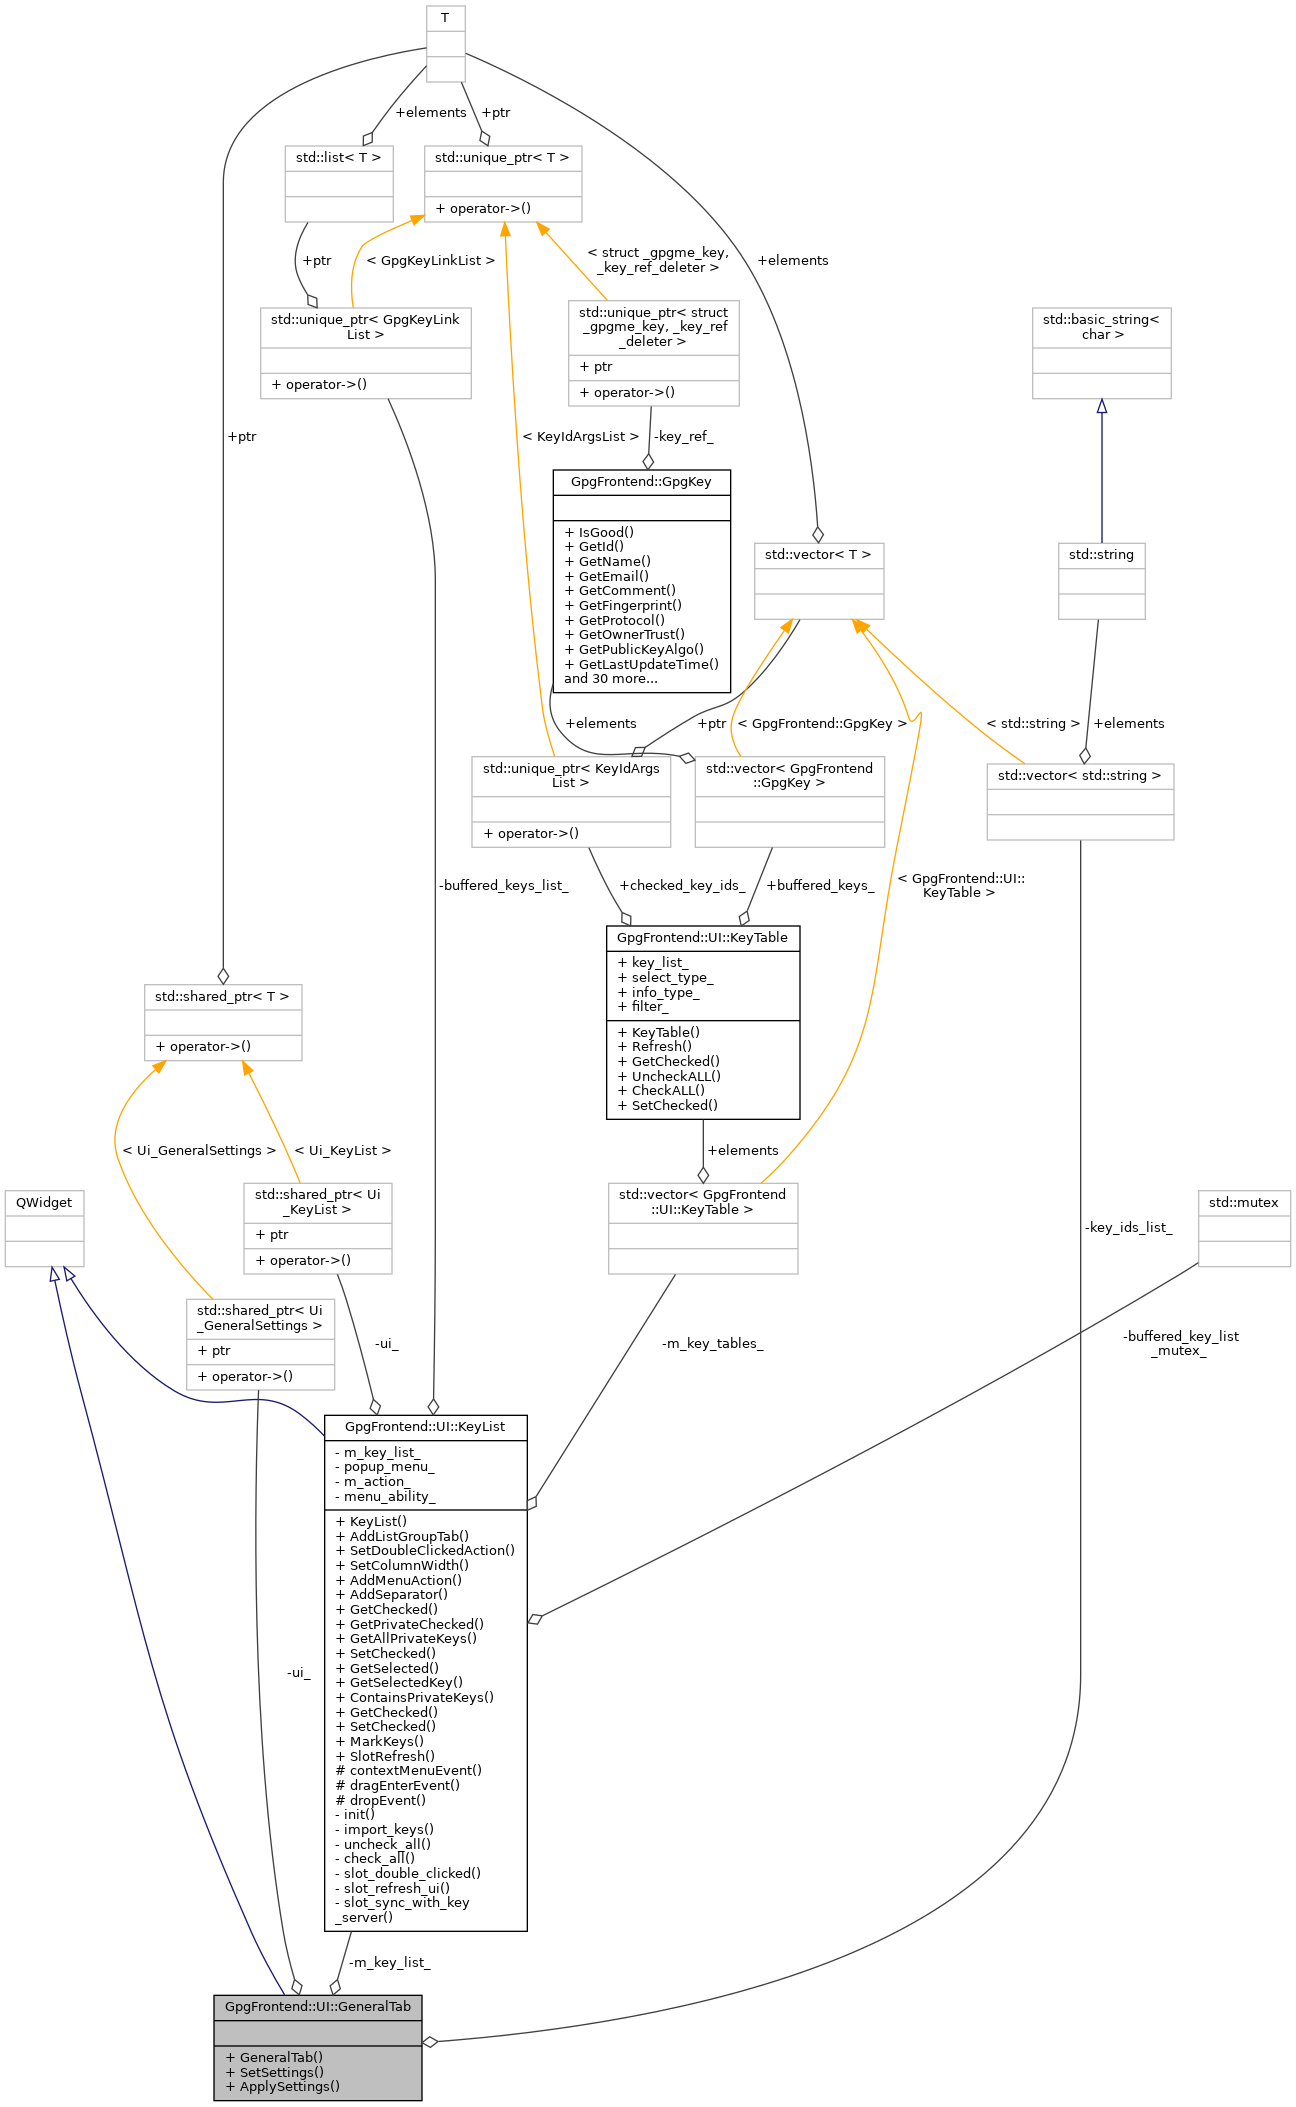 T
+elements
+ptr
std::list< T >
std::unique_ptr< T >
+ operator->()
+ptr
< GpgKeyLinkList >
< struct _gpgme_key,
_key_ref_deleter >
+elements
std::unique_ptr< GpgKeyLink
List >
+ operator->()
std::unique_ptr< struct
_gpgme_key, _key_ref
_deleter >
+ ptr
+ operator->()
std::basic_string<
char >
+ptr
< KeyIdArgsList >
-key_ref_
GpgFrontend::GpgKey
+ IsGood()
+ GetId()
+ GetName()
+ GetEmail()
+ GetComment()
+ GetFingerprint()
+ GetProtocol()
+ GetOwnerTrust()
+ GetPublicKeyAlgo()
+ GetLastUpdateTime()
and 30 more...
std::vector< T >
std::string
+elements
+ptr
< GpgFrontend::GpgKey >
< std::string >
+elements
std::unique_ptr< KeyIdArgs
List >
+ operator->()
std::vector< GpgFrontend
::GpgKey >
std::vector< std::string >
-buffered_keys_list_
+checked_key_ids_
+buffered_keys_
< GpgFrontend::UI::
KeyTable >
GpgFrontend::UI::KeyTable
+ key_list_
+ select_type_
+ info_type_
+ filter_
+ KeyTable()
+ Refresh()
+ GetChecked()
+ UncheckALL()
+ CheckALL()
+ SetChecked()
std::shared_ptr< T >
+ operator->()
< Ui_GeneralSettings >
< Ui_KeyList >
+elements
QWidget
std::shared_ptr< Ui
_KeyList >
+ ptr
+ operator->()
std::vector< GpgFrontend
::UI::KeyTable >
-key_ids_list_
std::mutex
std::shared_ptr< Ui
_GeneralSettings >
+ ptr
+ operator->()
-ui_
-m_key_tables_
-buffered_key_list
_mutex_
GpgFrontend::UI::KeyList
- m_key_list_
- popup_menu_
- m_action_
- menu_ability_
+ KeyList()
+ AddListGroupTab()
+ SetDoubleClickedAction()
+ SetColumnWidth()
+ AddMenuAction()
+ AddSeparator()
+ GetChecked()
+ GetPrivateChecked()
+ GetAllPrivateKeys()
+ SetChecked()
+ GetSelected()
+ GetSelectedKey()
+ ContainsPrivateKeys()
+ GetChecked()
+ SetChecked()
+ MarkKeys()
+ SlotRefresh()
# contextMenuEvent()
# dragEnterEvent()
# dropEvent()
- init()
- import_keys()
- uncheck_all()
- check_all()
- slot_double_clicked()
- slot_refresh_ui()
- slot_sync_with_key
_server()
-ui_
-m_key_list_
GpgFrontend::UI::GeneralTab
+ GeneralTab()
+ SetSettings()
+ ApplySettings()